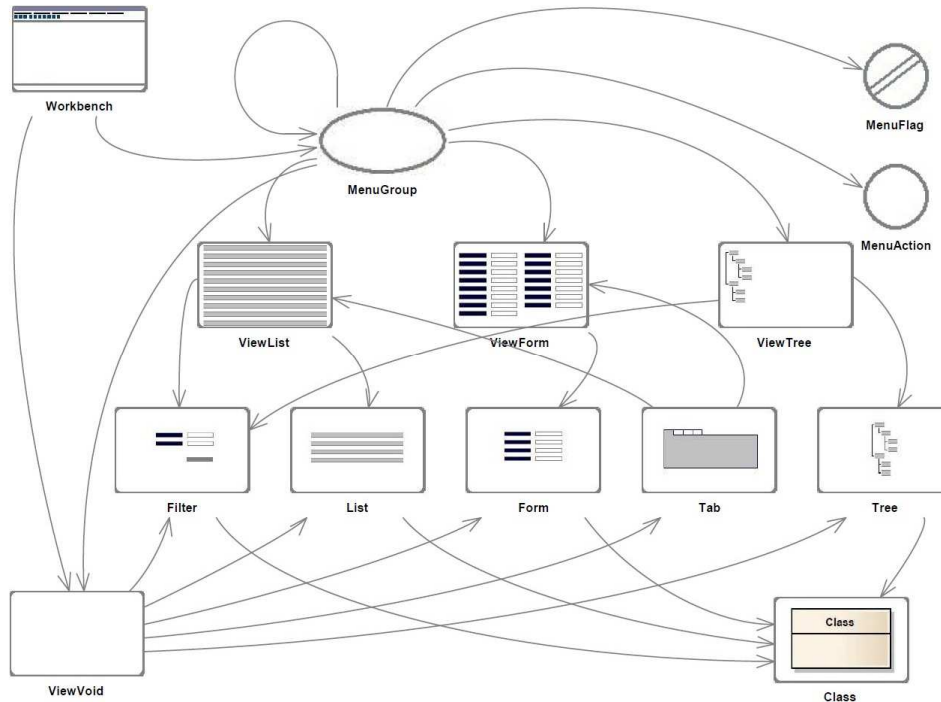 Workbench
MenuFlag
MenuGroup
MenuAction
ViewList
ViewForm
ViewTree
Filter
List
Form
Tab
Tree
Class
ViewVoid
Class